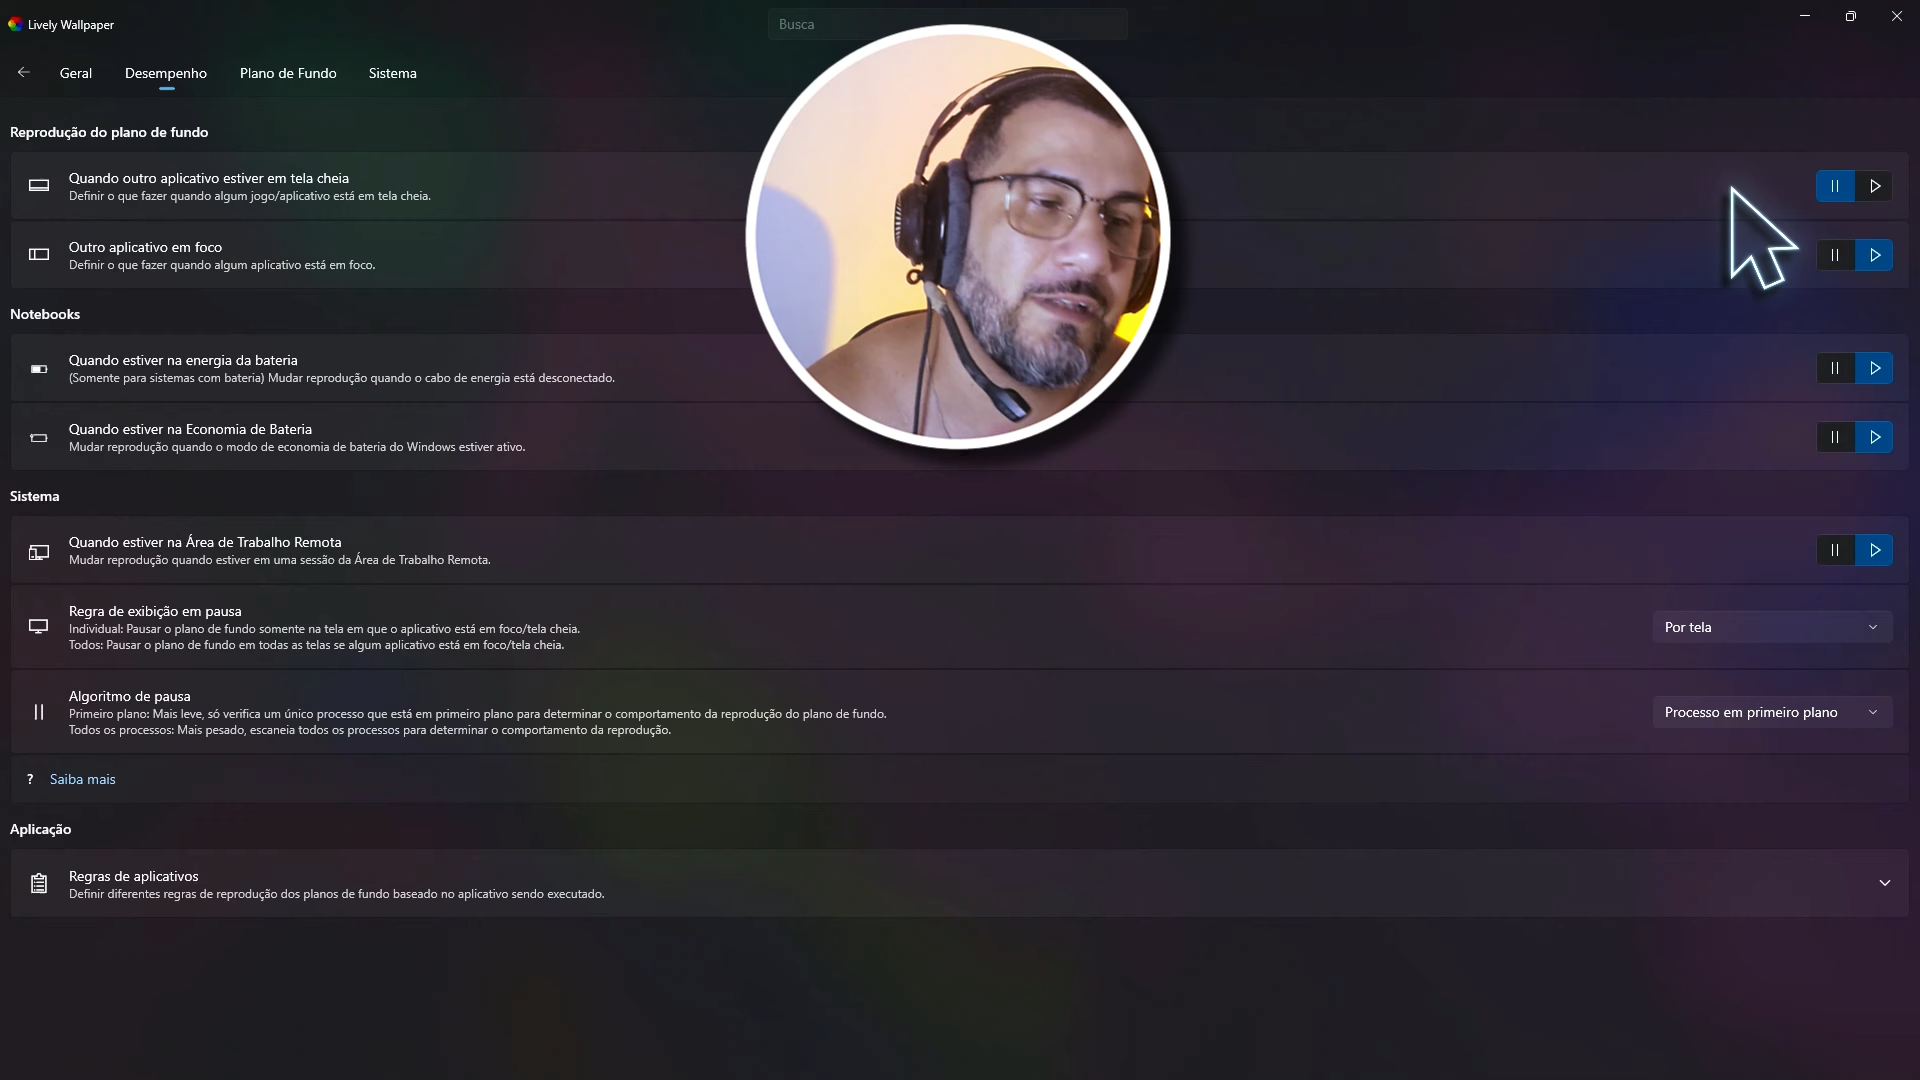 Lively Wallpaper
Busca
Geral
Desempenho
Plano de Fundo
Sistema
Reprodução do plano de fundo
Quando outro aplicativo estiver em tela cheia
Definir o que fazer quando algum jogo/aplicativo está em tela cheia.
Outro aplicativo em foco
Definir o que fazer quando algum aplicativo está em foco.
Notebooks
Quando estiver na energia da bateria
(Somente para sistemas com bateria) Mudar reprodução quando o cabo de energia está desconectado.
Quando estiver na Economia de Bateria
Mudar reprodução quando o modo de economia de bateria do Windows estiver ativo.
Sistema
Quando estiver na Área de Trabalho Remota
Mudar reprodução quando estiver em uma sessão da Área de Trabalho Remota.
Regra de exibição em pausa
Individual: Pausar o plano de fundo somente na tela em que o aplicativo está em foco/tela cheia.
Todos: Pausar o plano de fundo em todas as telas se algum aplicativo está em foco/tela cheia.
Por tela
Algoritmo de pausa
Primeiro plano: Mais leve, só verifica um único processo que está em primeiro plano para determinar o comportamento da reprodução do plano de fundo.
Todos os processos: Mais pesado, escaneia todos os processos para determinar o comportamento da reprodução.
Processo em primeiro plano
? Saiba mais
Aplicação
Regras de aplicativos
Definir diferentes regras de reprodução dos planos de fundo baseado no aplicativo sendo executado.